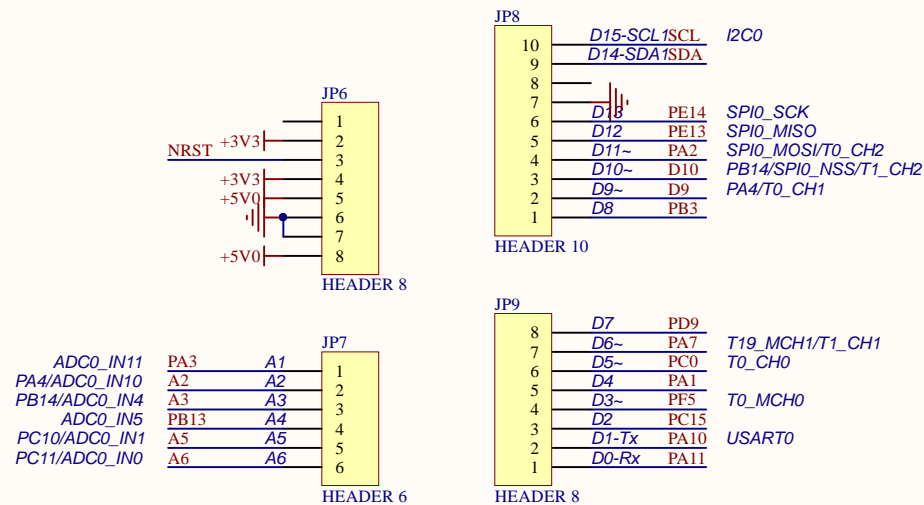 JP8
10 D15-SCL1 SCL I2C0
9 D14-SDA1 SDA
8
7
6 D13 PE14 SPI0_SCK
5 D12 PE13 SPI0_MISO
4 D11~ PA2 SPI0_MOSI/T0_CH2
3 D10~ D10 PB14/SPI0_NSS/T1_CH2
2 D9~ D9 PA4/T0_CH1
1 D8 PB3
HEADER 10
JP6
1
+3V3 2
NRST 3
+3V3 4
+5V0 5
6
7
+5V0 8
HEADER 8
JP7
ADC0_IN11 PA3 A1 1
PA4/ADC0_IN10 A2 A2 2
PB14/ADC0_IN4 A3 A3 3
ADC0_IN5 PB13 A4 4
PC10/ADC0_IN1 A5 A5 5
PC11/ADC0_IN0 A6 A6 6
HEADER 6
JP9
8 D7 PD9
7 D6~ PA7 T19_MCH1/T1_CH1
6 D5~ PC0 T0_CH0
5 D4 PA1
4 D3~ PF5 T0_MCH0
3 D2 PC15
2 D1-Tx PA10 USART0
1 D0-Rx PA11
HEADER 8